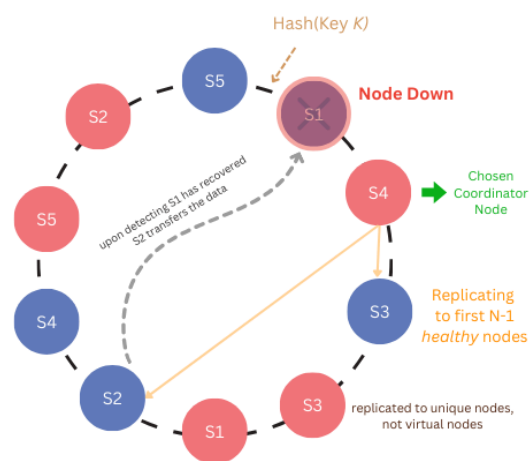 Hash(Key K)
S5
S1
Node Down
S2
S4
Chosen
Coordinator
Node
upon detecting S1 has recovered
S2 transfers the data
S5
S3
Replicating
to first N-1
healthy nodes
S4
S2
S1
S3
replicated to unique nodes,
not virtual nodes